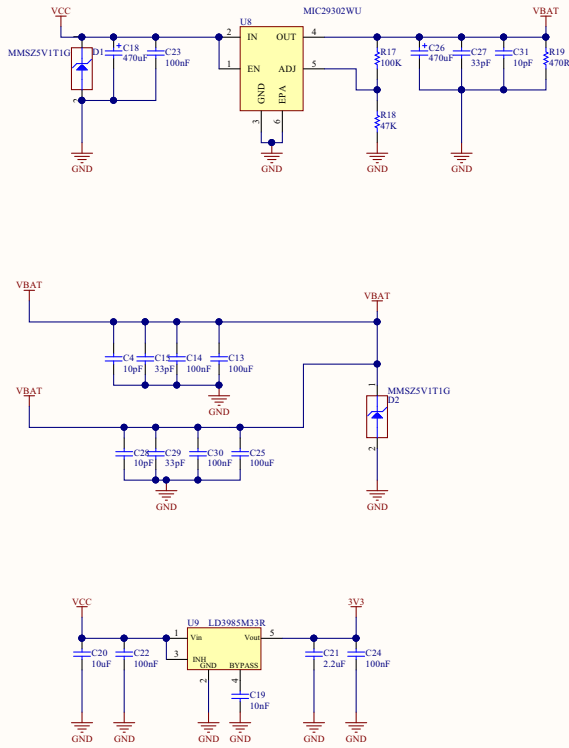 VCC
MIC29302WU
VBAT
U8
2 IN OUT 4
MMSZ5V1T1G D1
C18
470uF
C23
100nF
R17
100K
C26
470uF
C27
33pF
C31
10pF
R19
470R
1 EN ADJ 5
GND
EPA
3
6
2
R18
47K
GND
GND
GND
GND
VBAT
VBAT
C4
10pF
C15
33pF
C14
100nF
C13
100uF
VBAT
GND
1
MMSZ5V1T1G
D2
2
C28
10pF
C29
33pF
C30
100nF
C25
100uF
GND
GND
VCC
3V3
U9 LD3985M33R
1 Vin Vout 5
3 INH
GND BYPASS
2
4
C20
10uF
C22
100nF
C21
2.2uF
C24
100nF
C19
10nF
GND
GND
GND
GND
GND
GND